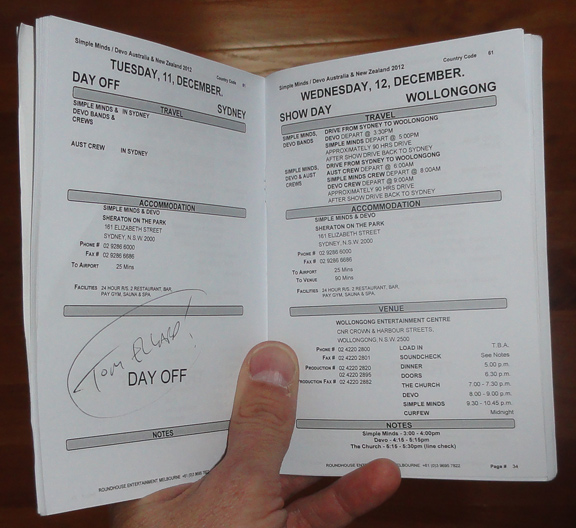 Simple Minds / Devo Australia & New Zealand 2012
Country Code 61
TUESDAY, 11, DECEMBER.
DAY OFF SYDNEY
TRAVEL
SIMPLE MINDS & IN SYDNEY
DEVO BANDS &
CREWS
AUST CREW IN SYDNEY
ACCOMMODATION
SIMPLE MINDS & DEVO
SHERATON ON THE PARK
161 ELIZABETH STREET
SYDNEY, N.S.W 2000
PHONE # 02 9286 6000
FAX # 02 9286 6686
TO AIRPORT 25 Mins
FACILITIES 24 HOUR R/S. 2 RESTAURANT, BAR,
PAY GYM, SAUNA & SPA.
TOM ELLARD!
DAY OFF
NOTES
ROUNDHOUSE ENTERTAINMENT MELBOURNE
Simple Minds / Devo Australia & New Zealand 2012
Country Code 61
WEDNESDAY, 12, DECEMBER.
SHOW DAY WOLLONGONG
TRAVEL
SIMPLE MINDS, DRIVE FROM SYDNEY TO WOOLONGONG
DEVO BANDS DEVO DEPART @ 3:30PM
SIMPLE MINDS DEPART @ 5:00PM
APPROXIMATELY 90 HRS DRIVE
AFTER SHOW DRIVE BACK TO SYDNEY
SIMPLE MINDS, DRIVE FROM SYDNEY TO WOOLONGONG
DEVO & AUST AUST CREW DEPART @ 6:00AM
CREWS SIMPLE MINDS CREW DEPART @ 8:00AM
DEVO CREW DEPART @ 9:00AM
APPROXIMATELY 90 HRS DRIVE
AFTER SHOW DRIVE BACK TO SYDNEY
ACCOMMODATION
SIMPLE MINDS & DEVO
SHERATON ON THE PARK
161 ELIZABETH STREET
SYDNEY, N.S.W 2000
PHONE # 02 9286 6000
FAX # 02 9286 6686
TO AIRPORT 25 Mins
TO VENUE 90 Mins
FACILITIES 24 HOUR R/S. 2 RESTAURANT, BAR,
PAY GYM, SAUNA & SPA.
VENUE
WOLLONGONG ENTERTAINMENT CENTRE
CNR CROWN & HARBOUR STREETS,
WOLLONGONG, N.S.W 2500
PHONE # 02 4220 2800 LOAD IN T.B.A.
FAX # 02 4220 2801 SOUNDCHECK See Notes
PRODUCTION # 02 4220 2820 DINNER 5.00 p.m.
02 4220 2895 DOORS 6.30 p.m.
PRODUCTION FAX # 02 4220 2882 THE CHURCH 7.00 - 7.30 p.m.
DEVO 8.00 - 9.00 p.m.
SIMPLE MINDS 9.30 - 10.45 p.m.
CURFEW Midnight
NOTES
Simple Minds - 3:00 - 4:00pm
Devo - 4:15 - 5:15pm
The Church - 5:15 - 5:30pm (line check)
ROUNDHOUSE ENTERTAINMENT MELBOURNE Page # 34